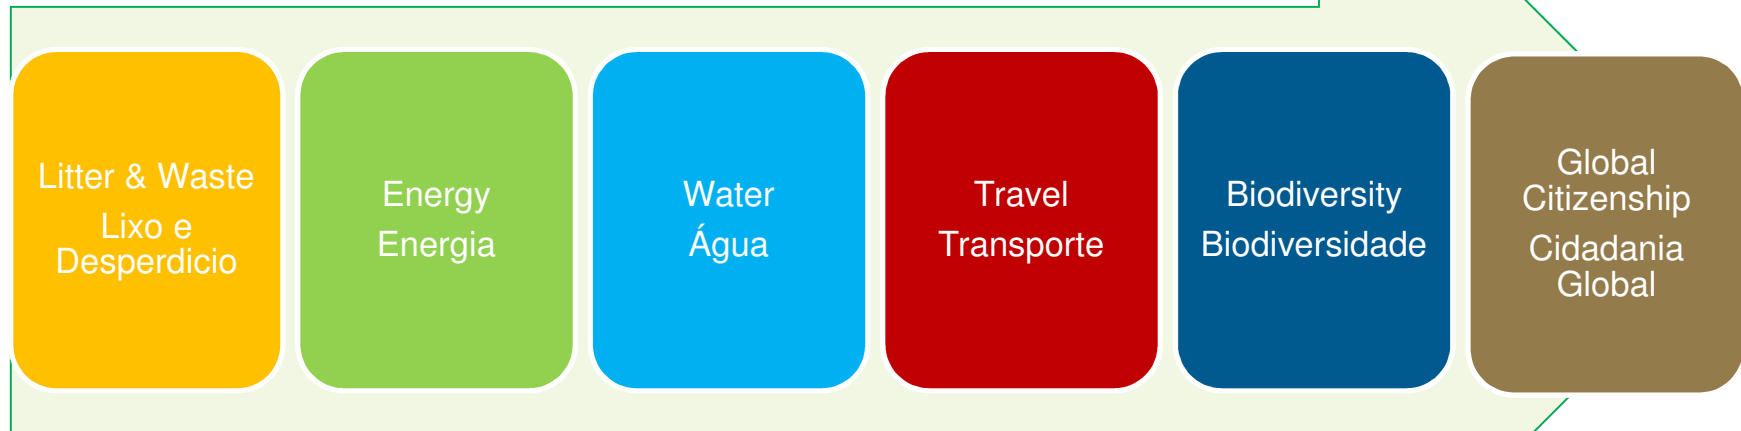 Litter & Waste
Lixo e
Desperdicio
Energy
Energia
Water
Água
Travel
Transporte
Biodiversity
Biodiversidade
Global
Citizenship
Cidadania
Global